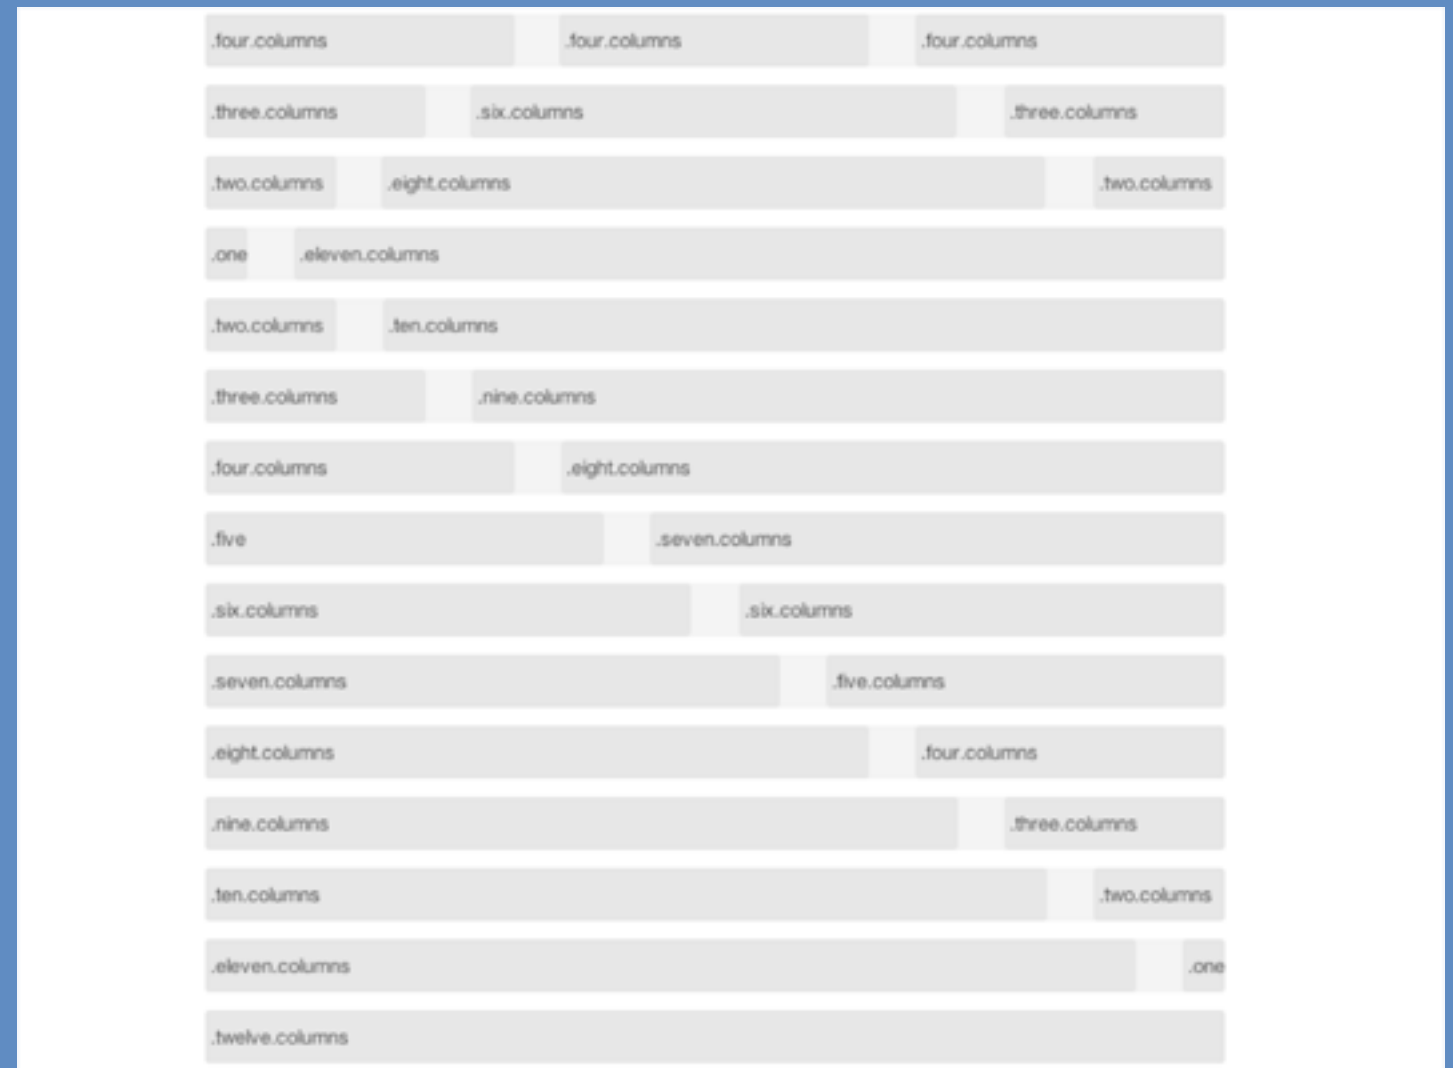 .four.columns .four.columns .four.columns
.three.columns .six.columns .three.columns
.two.columns .eight.columns .two.columns
.one .eleven.columns
.two.columns .ten.columns
.three.columns .nine.columns
.four.columns .eight.columns
.five .seven.columns
.six.columns .six.columns
.seven.columns .five.columns
.eight.columns .four.columns
.nine.columns .three.columns
.ten.columns .two.columns
.eleven.columns .one
.twelve.columns